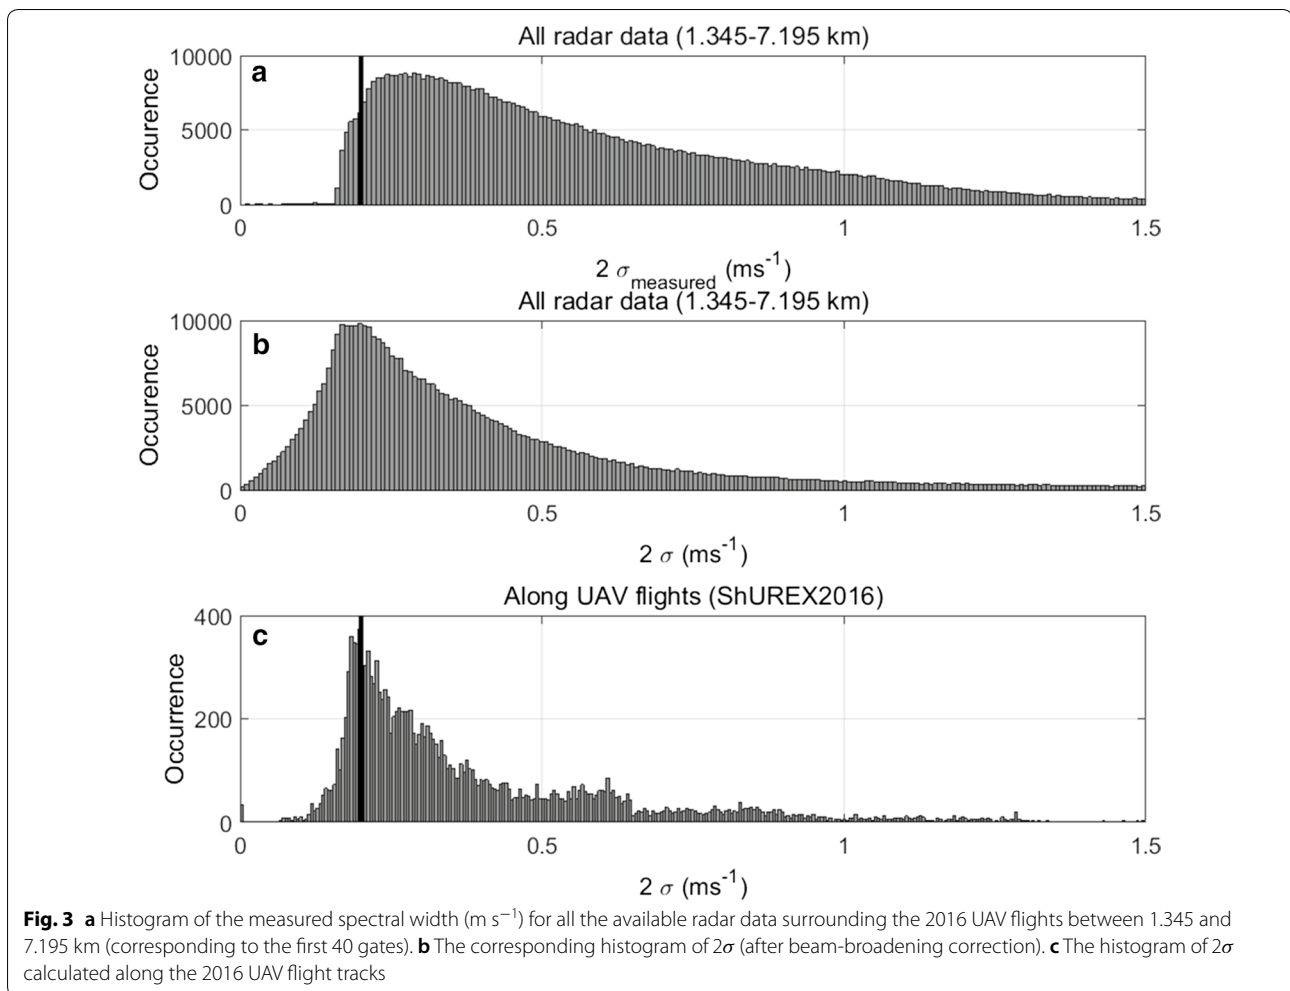 All radar data (1.345-7.195 km)
10000
a
5000
0
Occurence
0 0.5 1 1.5
2 σmeasured (ms-1)
All radar data (1.345-7.195 km)
10000
b
5000
0
Occurence
0 0.5 1 1.5
2 σ (ms-1)
Along UAV flights (ShUREX2016)
400
c
200
0
Occurrence
0 0.5 1 1.5
2 σ (ms-1)
Fig. 3 a Histogram of the measured spectral width (m s−1) for all the available radar data surrounding the 2016 UAV flights between 1.345 and
7.195 km (corresponding to the first 40 gates). b The corresponding histogram of 2σ (after beam-broadening correction). c The histogram of 2σ
calculated along the 2016 UAV flight tracks